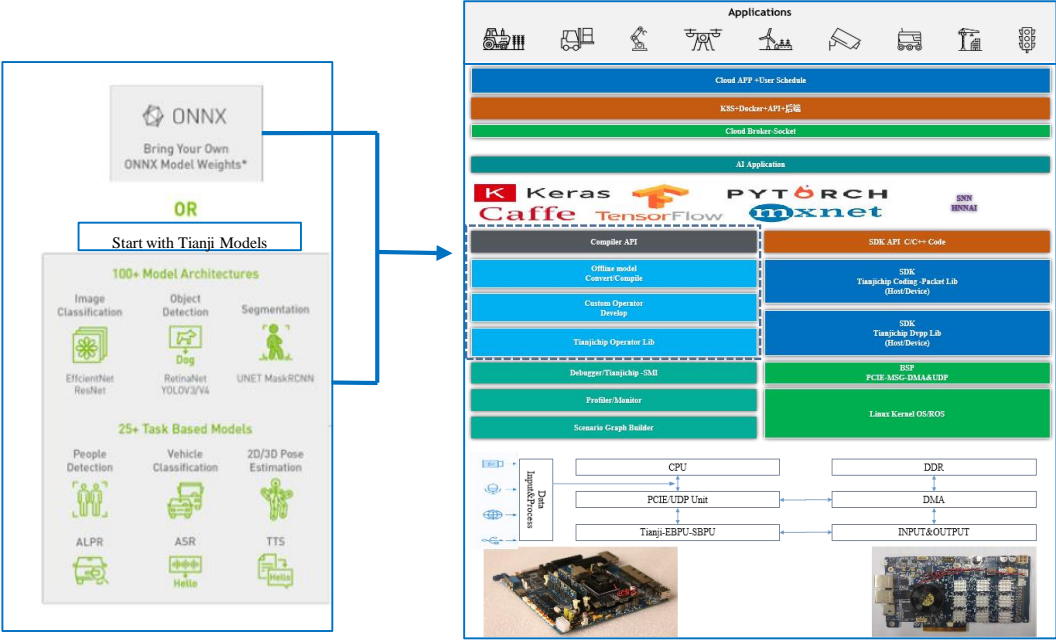 ONNX
Bring Your Own
ONNX Model Weights*
OR
Start with Tianji Models
100+ Model Architectures
Image
Classification
Object
Detection
Segmentation
Dog
EffcientNet
ResNet
RetinaNet
YOLOV3/V4
UNET MaskRCNN
25+ Task Based Models
People
Detection
Vehicle
Classification
2D/3D Pose
Estimation
ALPR
ASR
TTS
Hello
Hello
Applications
Cloud APP +User Schedule
K8S+Docker+API+后端
Cloud Broker-Socket
AI Application
K Keras
PYTORCH
SNN
HNNAI
Caffe
TensorFlow
mxnet
Compiler API
SDK API C/C++ Code
Offline model
Convert/Compile
SDK
Tianjichip Coding -Packet Lib
(Host/Device)
Custom Operator
Develop
Tianjichip Operator Lib
SDK
Tianjichip Dvpp Lib
(Host/Device)
Debugger/Tianjichip -SMI
BSP
PCIE-MSG-DMA&UDP
Profiler/Monitor
Linux Kernel OS/ROS
Scenario Graph Builder
Data
Input&Process
CPU
DDR
PCIE/UDP Unit
DMA
Tianji-EBPU-SBPU
INPUT&OUTPUT